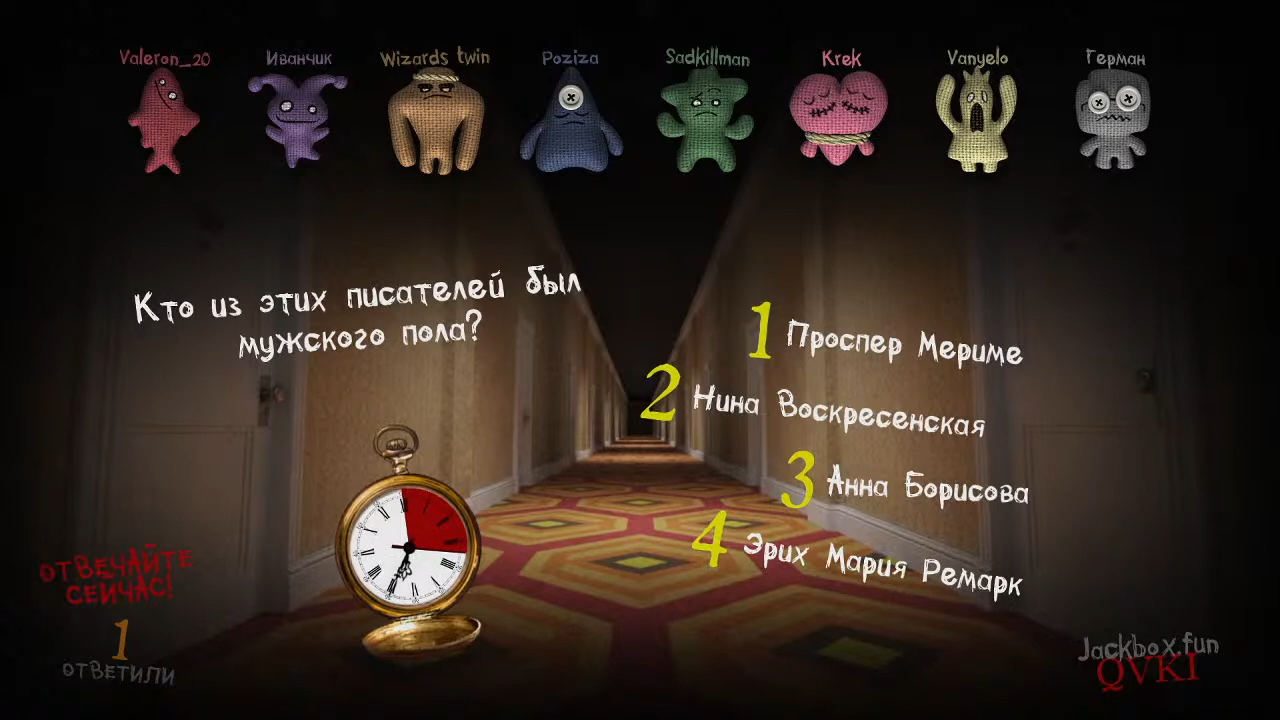 Valeron_20
Иванчик
Wizards twin
Poziza
Sadkillman
Krek
Vanyelo
Герман
Кто из этих писателей был
мужского пола?
1 Проспер Мериме
2 Нина Воскресенская
3 Анна Борисова
4 Эрих Мария Ремарк
ОТВЕЧАЙТЕ
СЕЙЧАС!
1
ОТВЕТИЛИ
Jackbox.fun
QVKI